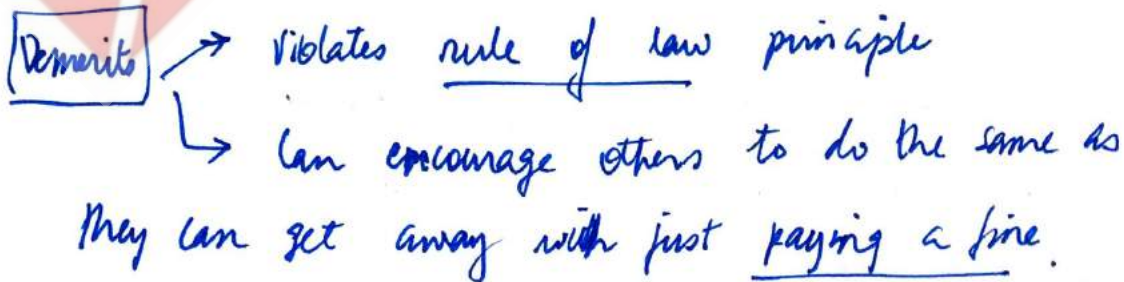 Demerits → violates rule of law principle
→ Can encourage others to do the same as
they can get away with just paying a fine.